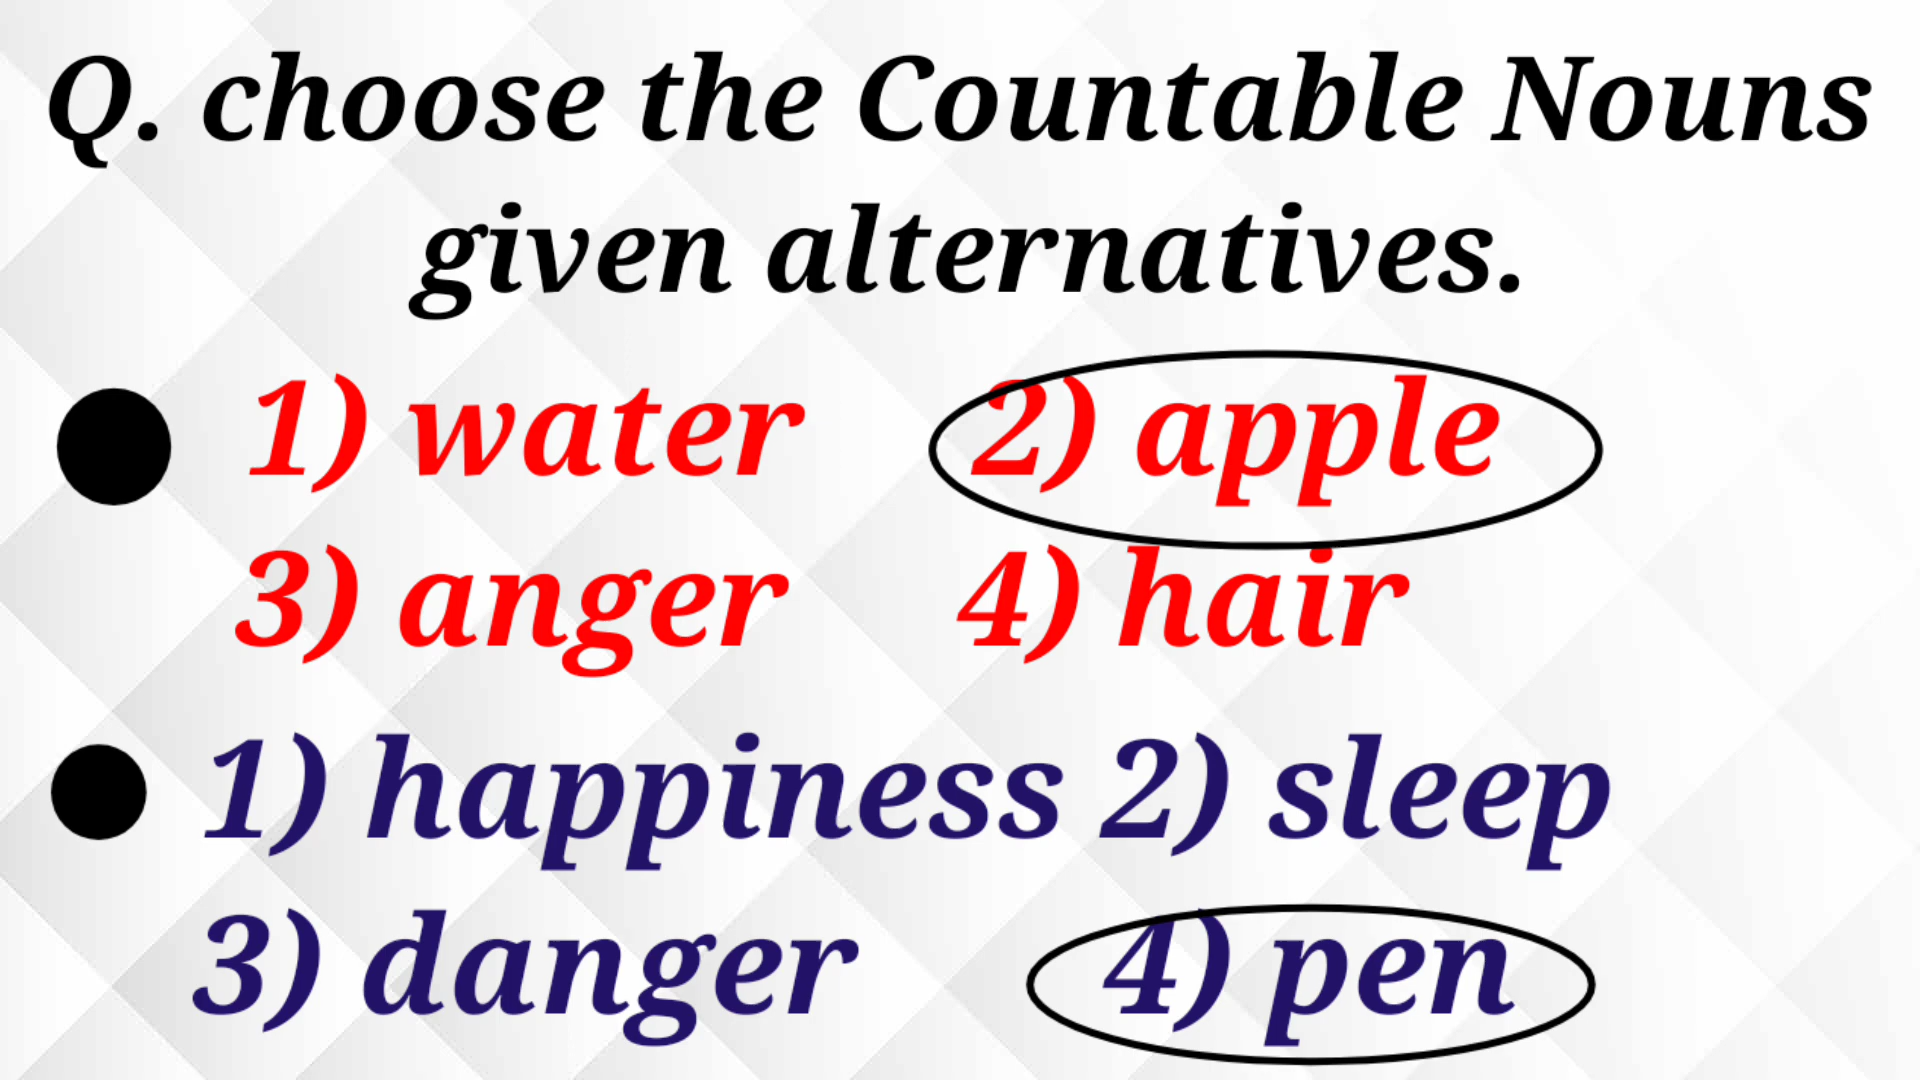 Q. choose the Countable Nouns
given alternatives.
1) water 2) apple
3) anger 4) hair
1) happiness 2) sleep
3) danger 4) pen